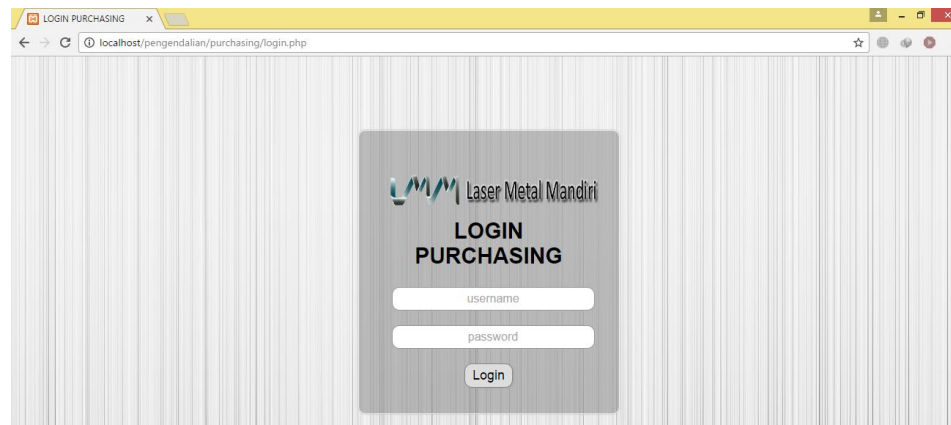 LOGIN PURCHASING
localhost/pengendalian/purchasing/login.php
LMM Laser Metal Mandiri
LOGIN
PURCHASING
username
password
Login